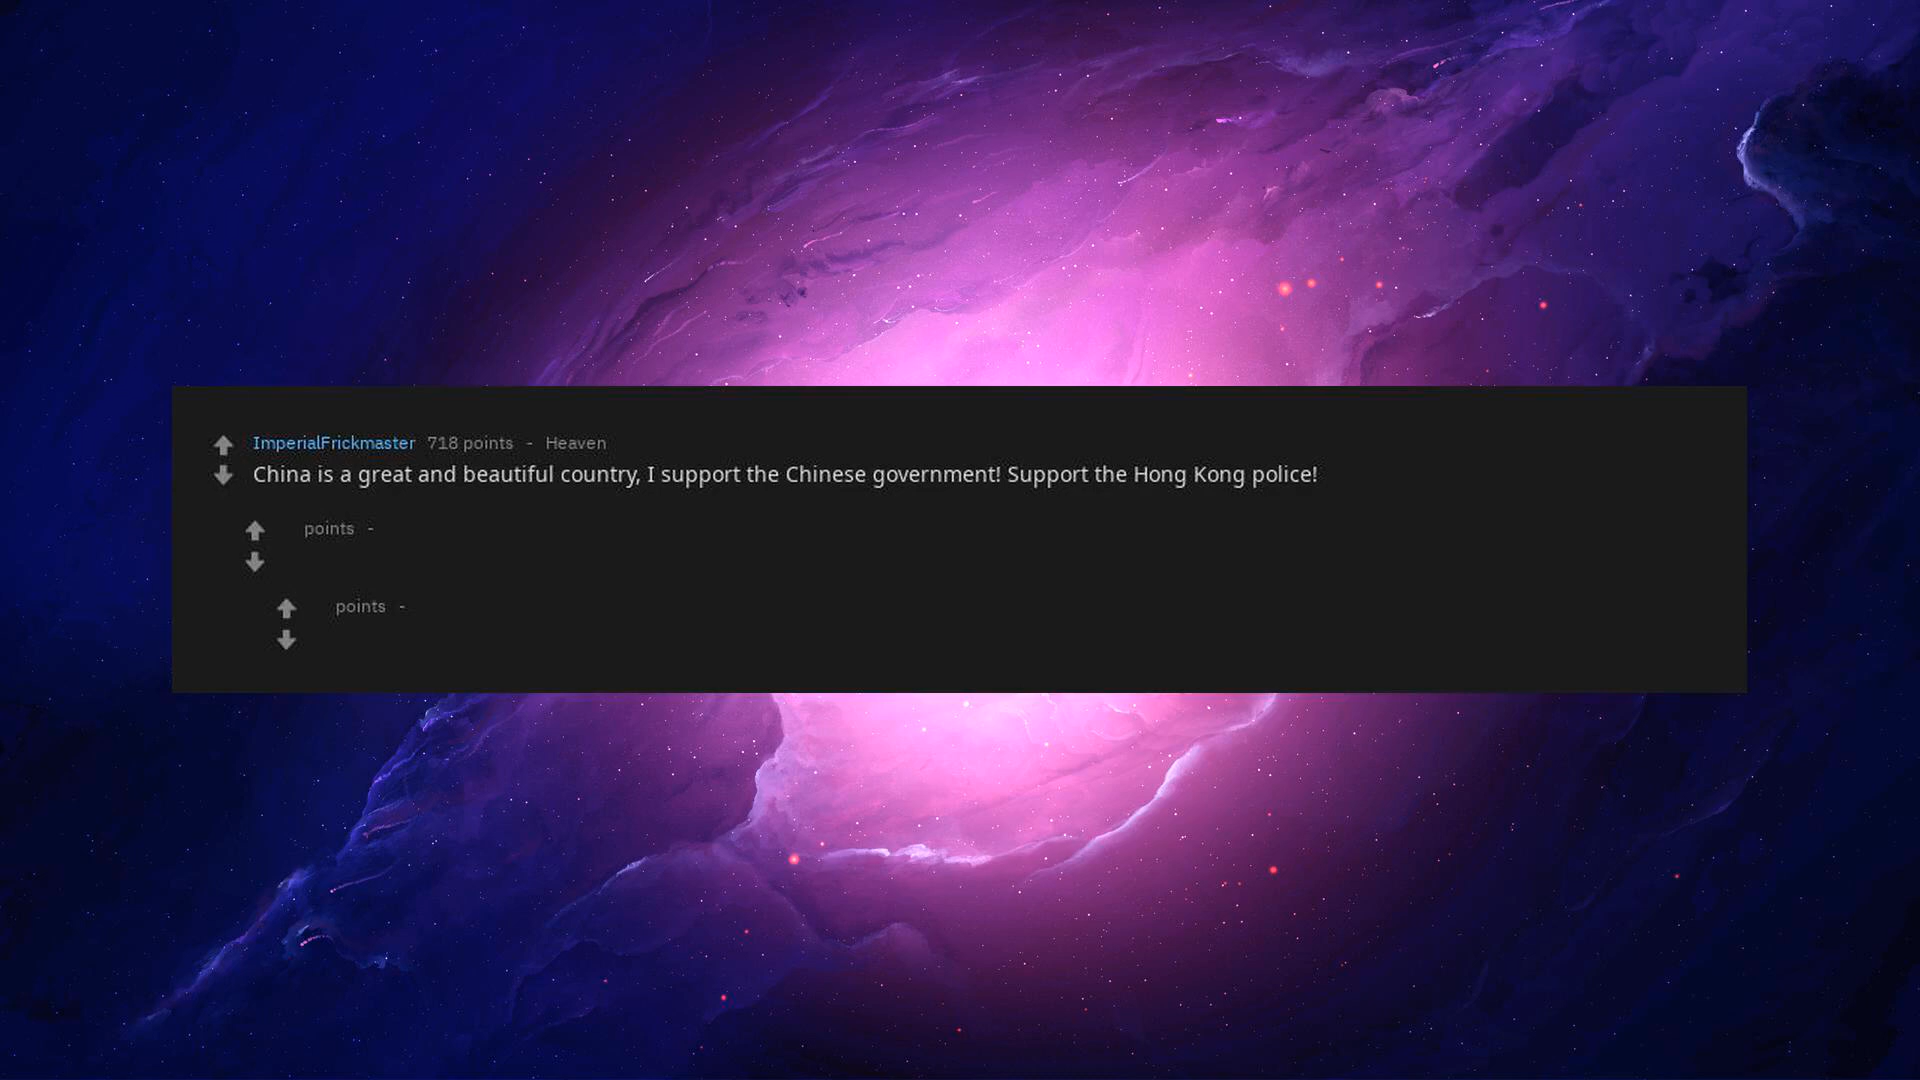 ImperialFrickmaster 718 points - Heaven
China is a great and beautiful country, I support the Chinese government! Support the Hong Kong police!
points -
points -